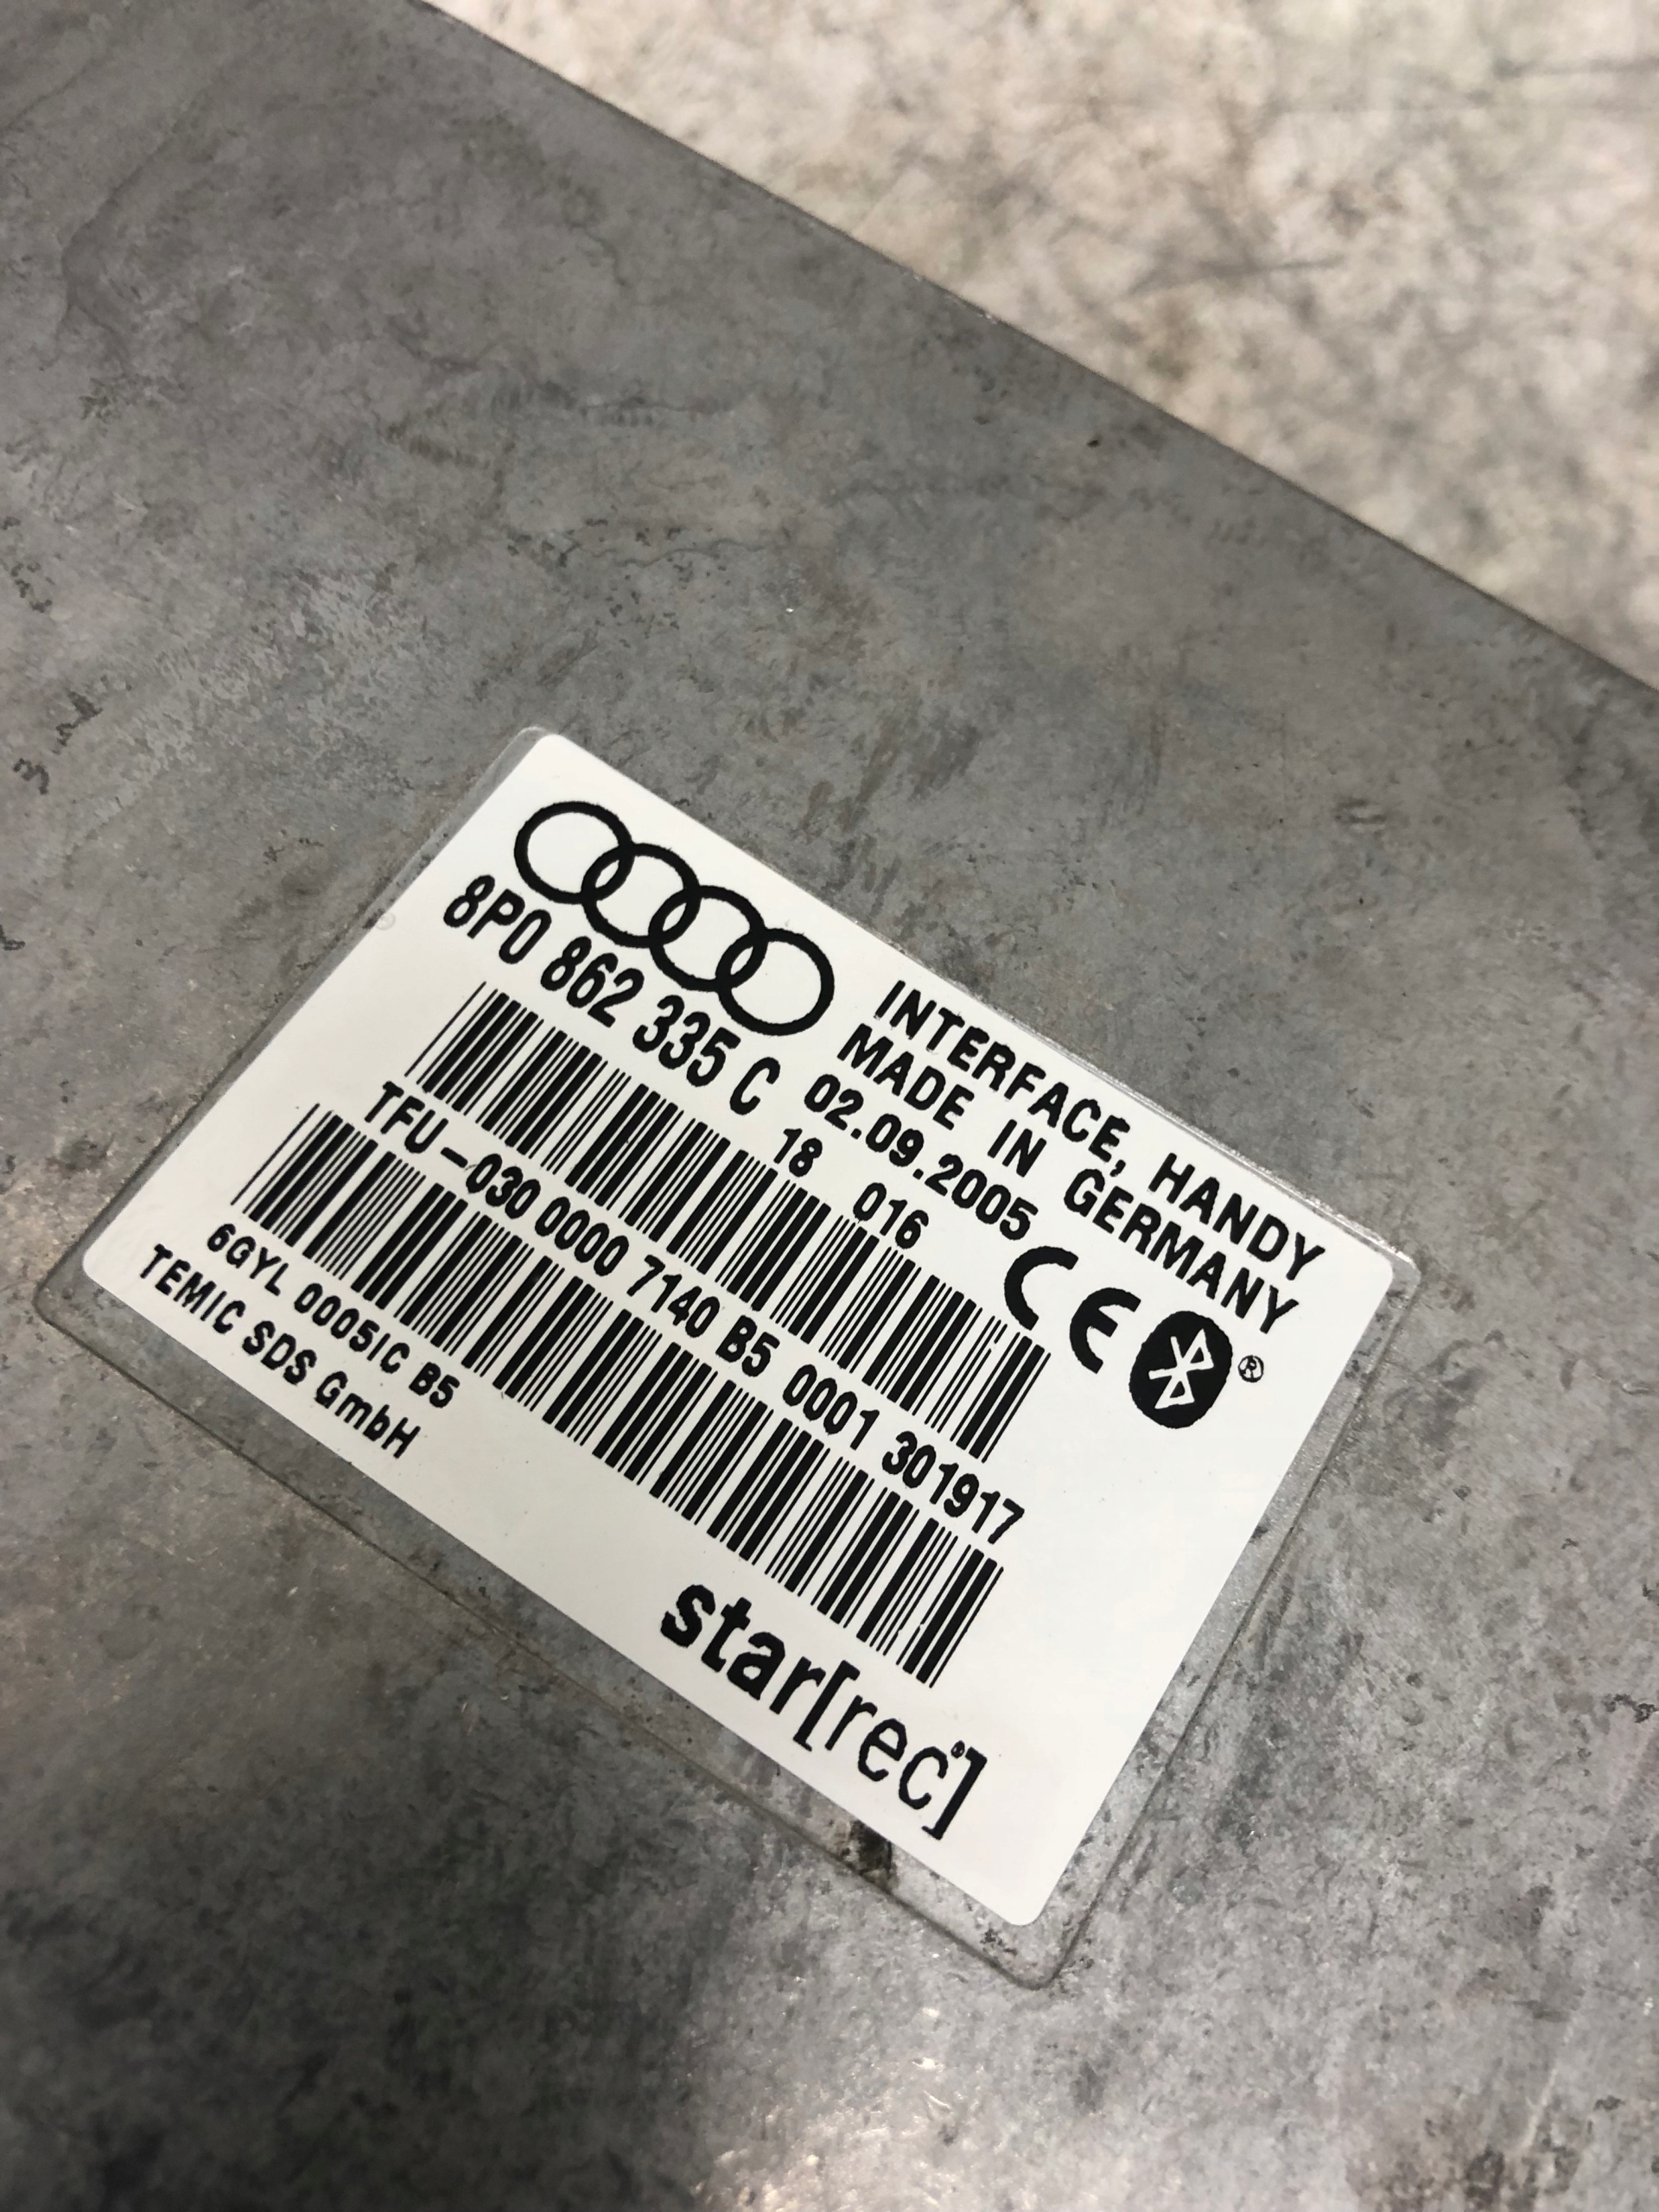 INTERFACE, HANDY
MADE IN GERMANY
8P0 862 335 C 02.09.2005
18 016
CE
®
TFU-030 0000 7140 B5 0001 301917
6GYL 0005IC B5
TEMIC SDS GmbH
star[rec®]